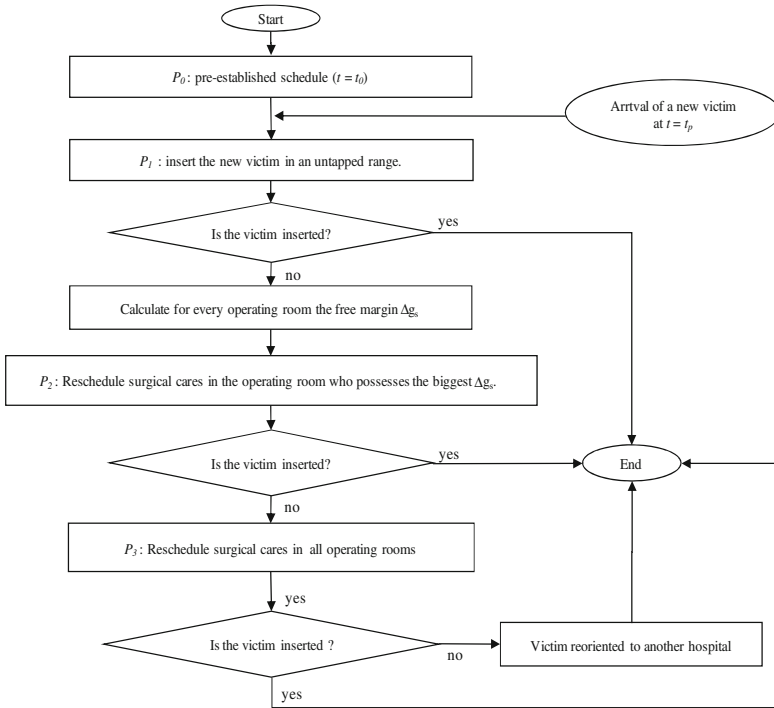 Start
P0 : pre-established schedule (t = t0)
Arrtval of a new victim
at t = tp
P1 : insert the new victim in an untapped range.
yes
Is the victim inserted?
no
Calculate for every operating room the free margin Δgs
P2 : Reschedule surgical cares in the operating room who possesses the biggest Δgs.
yes
Is the victim inserted?
End
no
P3 : Reschedule surgical cares in all operating rooms
yes
Is the victim inserted ?
no
Victim reoriented to another hospital
yes